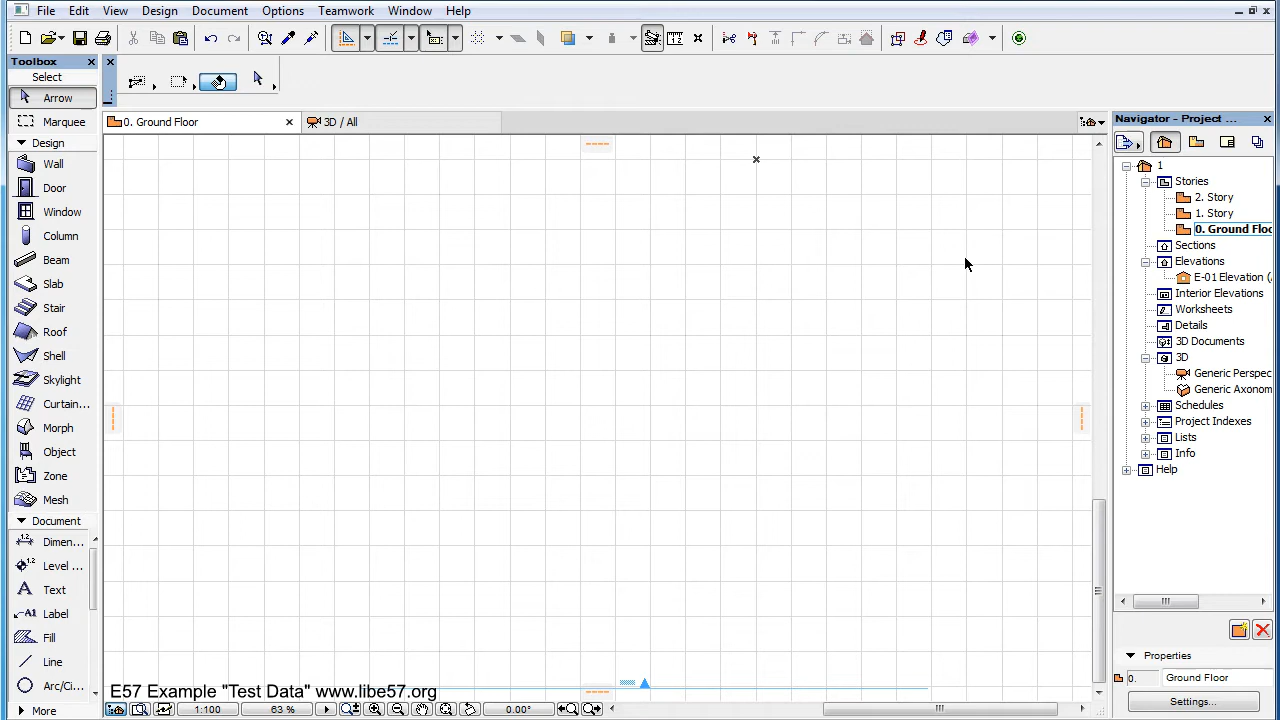 File Edit View Design Document Options Teamwork Window Help
Toolbox
Select
Arrow
Marquee
Design
Wall
Door
Window
Column
Beam
Slab
Stair
Roof
Shell
Skylight
Curtain...
Morph
Object
Zone
Mesh
Document
Dimen...
Level ...
Text
A1 Label
Fill
Line
Arc/Ci...
More
0. Ground Floor
3D / All
E57 Example "Test Data" www.libe57.org
1:100
63 %
0.00°
Navigator - Project ...
1
Stories
2. Story
1. Story
0. Ground Floo
Sections
Elevations
E-01 Elevation (
Interior Elevations
Worksheets
Details
3D Documents
3D
Generic Perspec
Generic Axonom
Schedules
Project Indexes
Lists
Info
Help
Properties
0. Ground Floor
Settings...